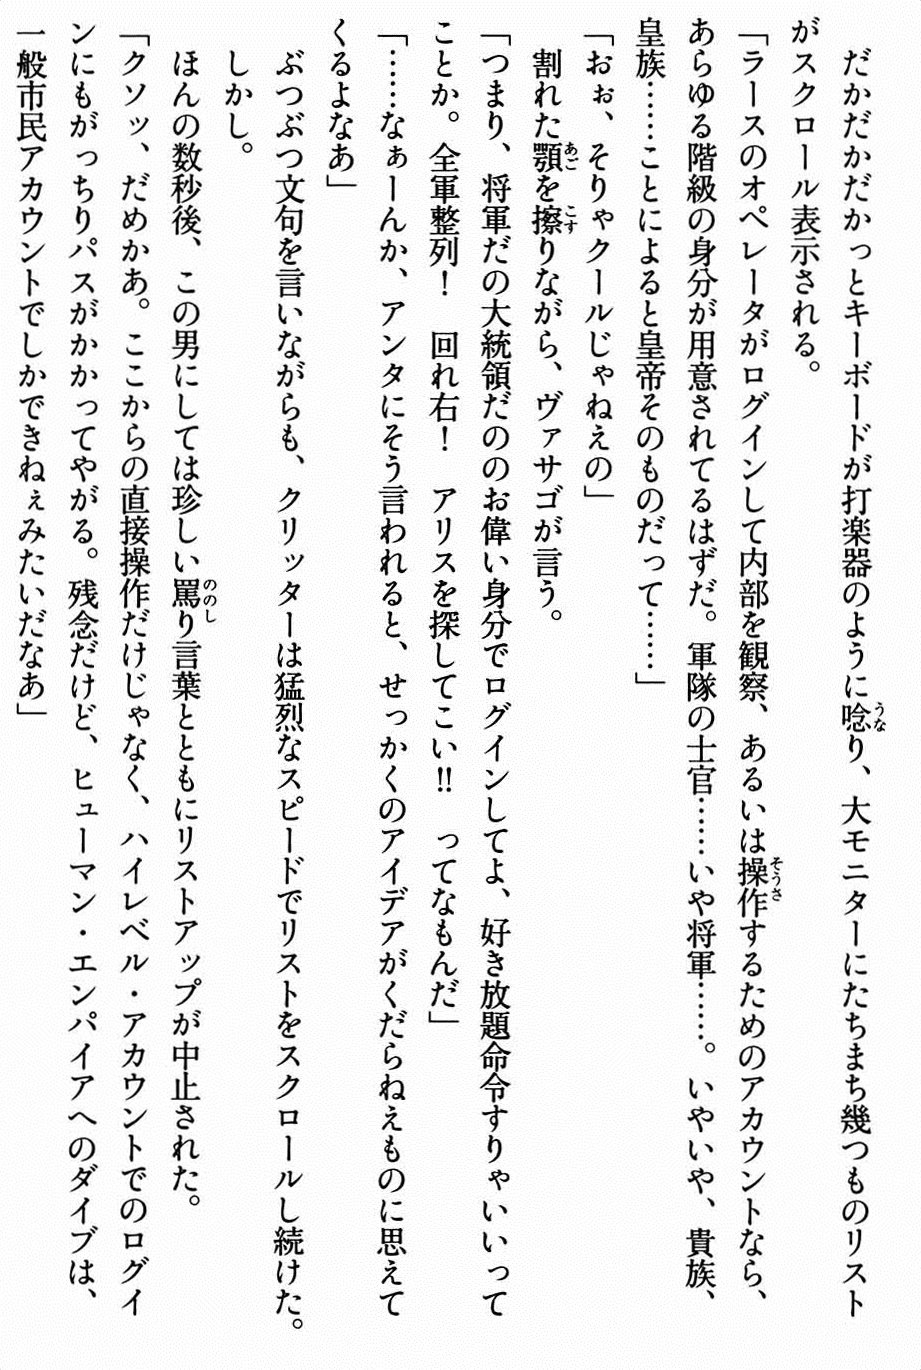 だかだかだかっとキーボードが打楽器のように唸り、大モニターにたちまち幾つものリスト
がスクロール表示される。
「ラースのオペレータがログインして内部を観察、あるいは操作するためのアカウントなら、
あらゆる階級の身分が用意されてるはずだ。軍隊の士官……いや将軍……。いやいや、貴族、
皇族……ことによると皇帝そのものだって……」
「おぉ、そりゃクールじゃねえの」
割れた顎を擦りながら、ヴァサゴが言う。
「つまり、将軍だの大統領だののお偉い身分でログインしてよ、好き放題命令すりゃいいって
ことか。全軍整列！　回れ右！　アリスを探してこい!!　ってなもんだ」
「……なぁーんか、アンタにそう言われると、せっかくのアイデアがくだらねえものに思えて
くるよなあ」
ぶつぶつ文句を言いながらも、クリッターは猛烈なスピードでリストをスクロールし続けた。
しかし。
ほんの数秒後、この男にしては珍しい罵り言葉とともにリストアップが中止された。
「クソッ、だめかあ。ここからの直接操作だけじゃなく、ハイレベル・アカウントでのログイ
ンにもがっちりパスがかかってやがる。残念だけど、ヒューマン・エンパイアへのダイブは、
一般市民アカウントでしかできねぇみたいだなあ」